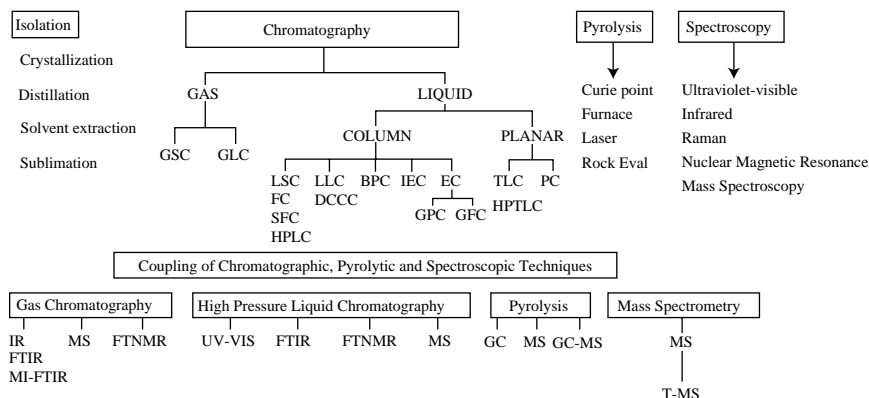 Isolation
Crystallization
Distillation
Solvent extraction
Sublimation
Chromatography
GAS
LIQUID
GSC GLC
COLUMN
PLANAR
LSC LLC BPC IEC EC
FC DCCC
SFC
HPLC
GPC GFC
TLC PC
HPTLC
Pyrolysis
Curie point
Furnace
Laser
Rock Eval
Spectroscopy
Ultraviolet-visible
Infrared
Raman
Nuclear Magnetic Resonance
Mass Spectroscopy
Coupling of Chromatographic, Pyrolytic and Spectroscopic Techniques
Gas Chromatography
IR MS FTNMR
FTIR
MI-FTIR
High Pressure Liquid Chromatography
UV-VIS FTIR FTNMR MS
Pyrolysis
GC MS GC-MS
Mass Spectrometry
MS
T-MS